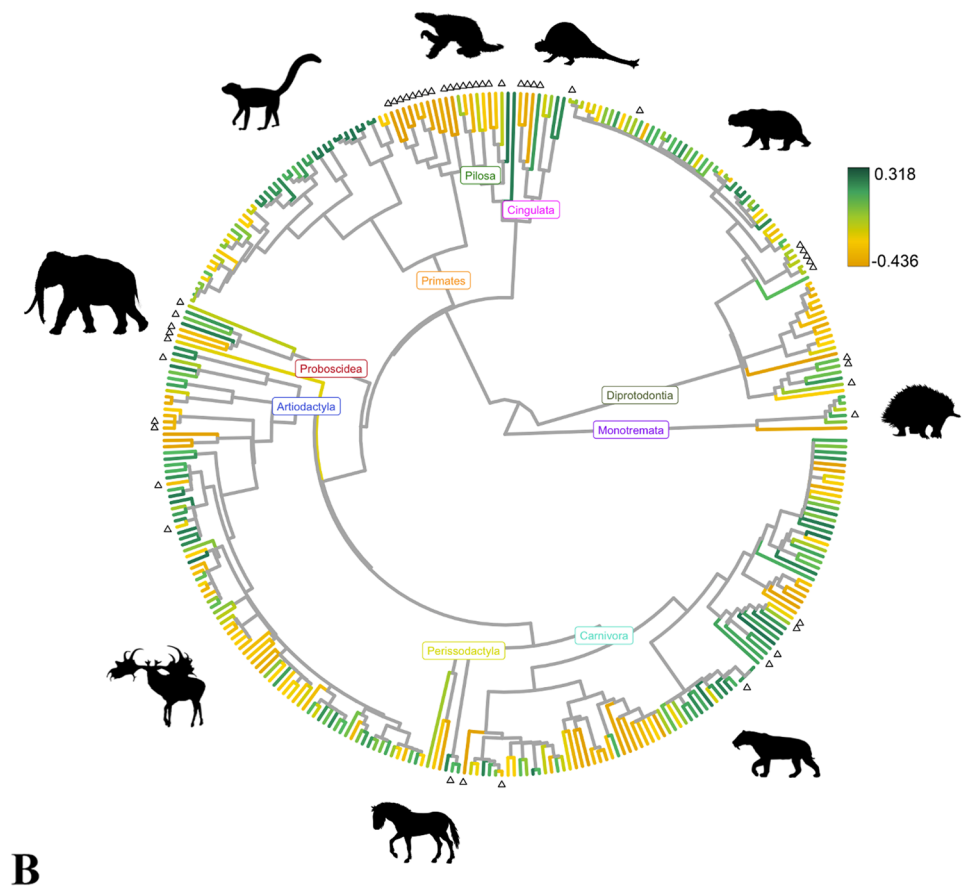 Pilosa
Cingulata
0.318
-0.436
Primates
Proboscidea
Diprotodontia
Artiodactyla
Monotremata
Carnivora
Perissodactyla
B